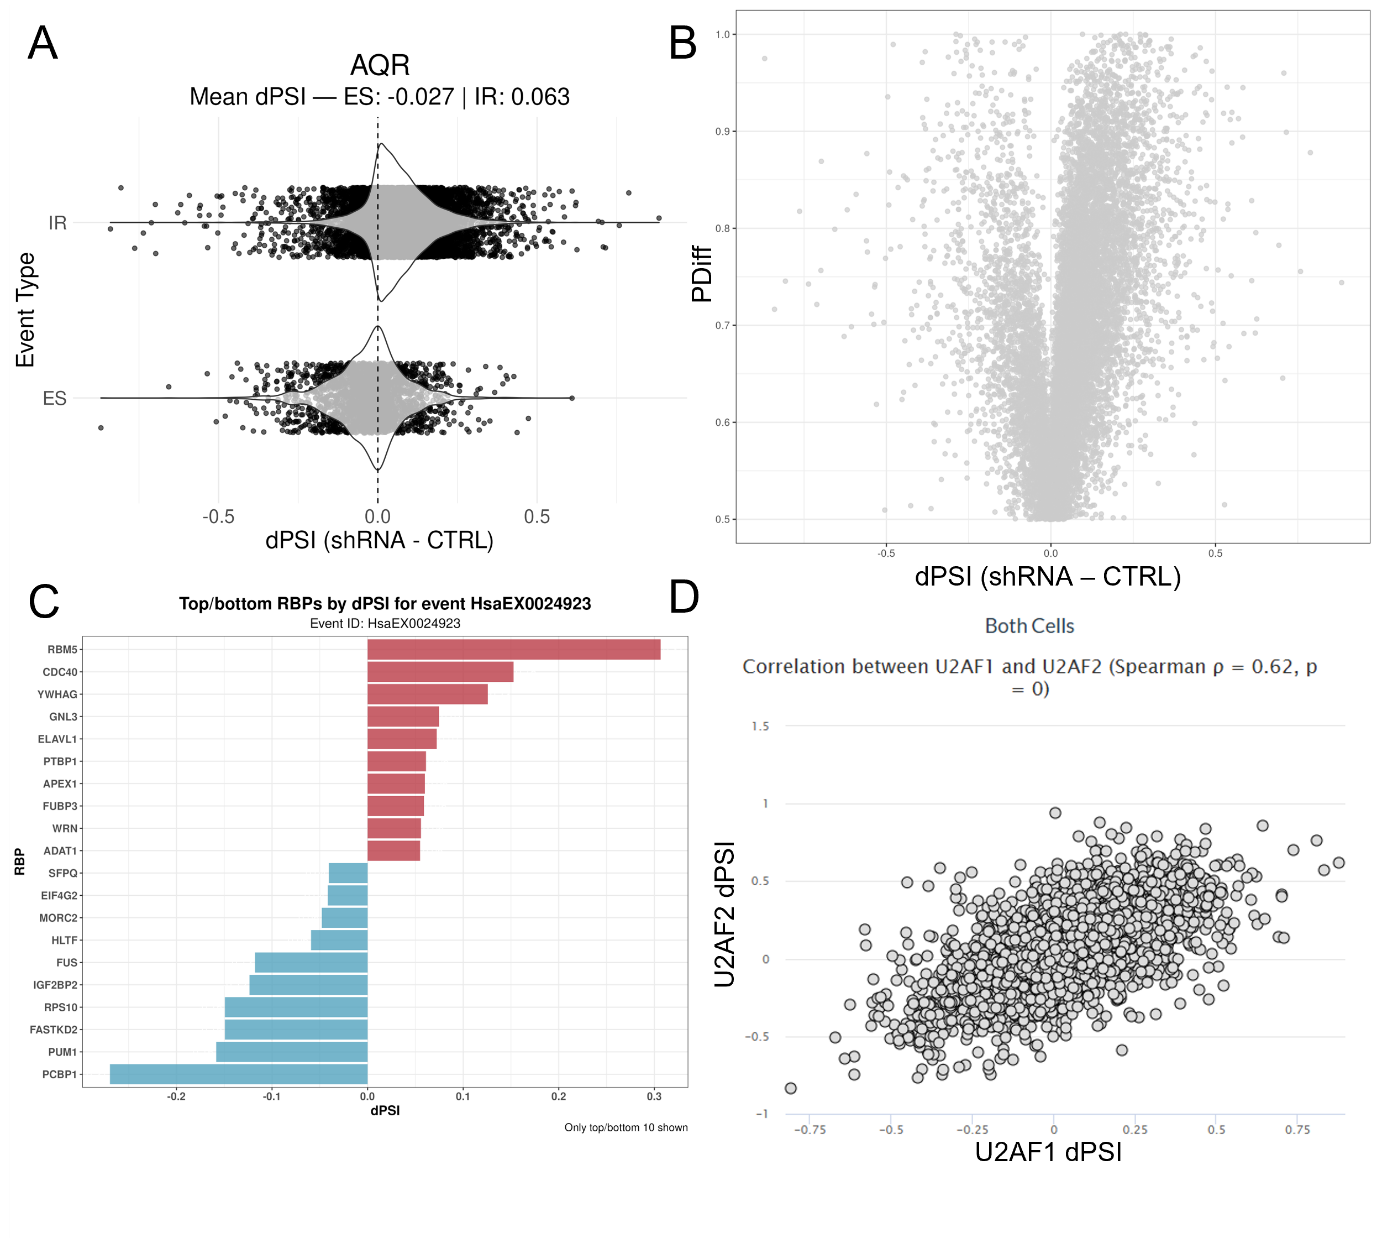 A
AQR
Mean dPSI — ES: -0.027 | IR: 0.063
Event Type
IR
ES
-0.5
0.0
0.5
dPSI (shRNA - CTRL)
B
PDiff
1.0
0.9
0.8
0.7
0.6
0.5
-0.5
0.0
0.5
dPSI (shRNA – CTRL)
C
Top/bottom RBPs by dPSI for event HsaEX0024923
Event ID: HsaEX0024923
RBP
RBM5
CDC40
YWHAG
GNL3
ELAVL1
PTBP1
APEX1
FUBP3
WRN
ADAT1
SFPQ
EIF4G2
MORC2
HLTF
FUS
IGF2BP2
RPS10
FASTKD2
PUM1
PCBP1
-0.2
-0.1
0.0
0.1
0.2
0.3
dPSI
Only top/bottom 10 shown
D
Both Cells
Correlation between U2AF1 and U2AF2 (Spearman ρ = 0.62, p
= 0)
U2AF2 dPSI
1.5
1
0.5
0
−0.5
−1
−0.75
−0.5
−0.25
0
0.25
0.5
0.75
U2AF1 dPSI